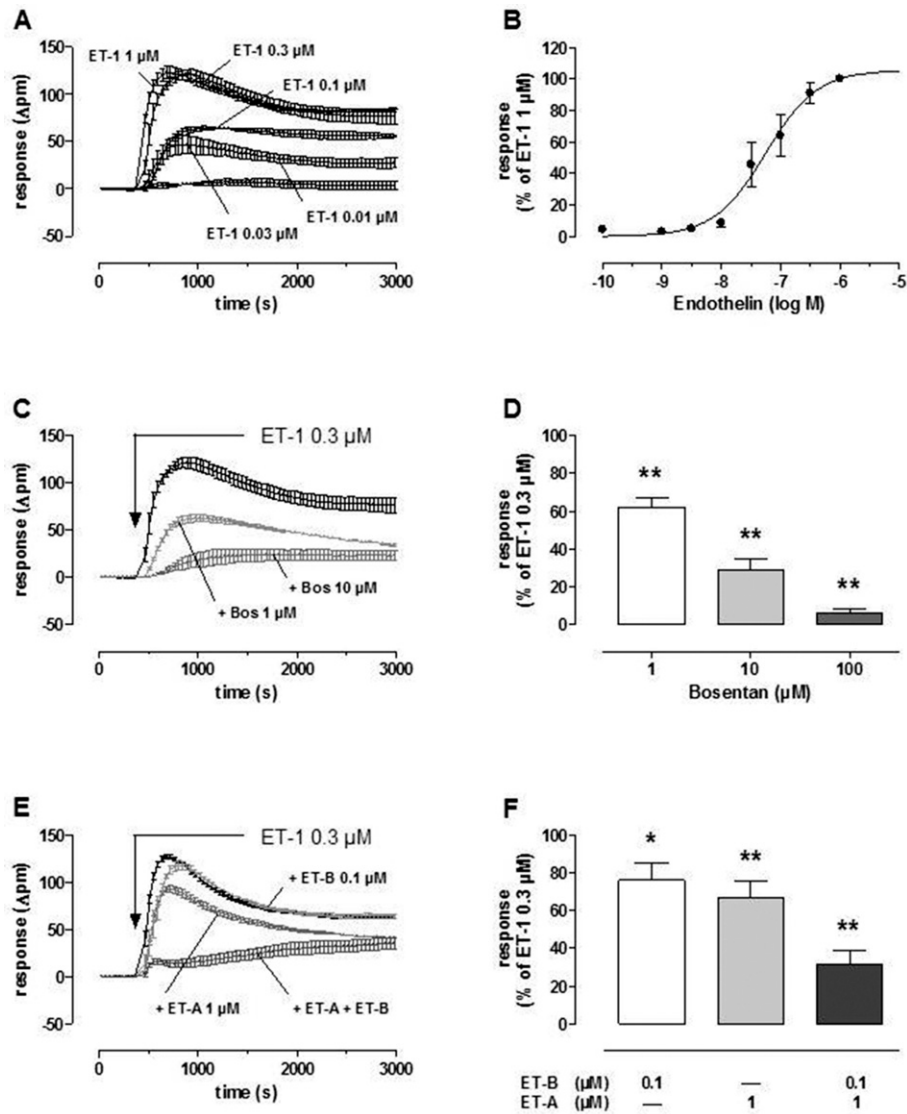 A
150
100
50
0
-50
response (Δpm)
ET-1 1 µM
ET-1 0.3 µM
ET-1 0.1 µM
ET-1 0.01 µM
ET-1 0.03 µM
0 1000 2000 3000
time (s)
B
120
100
80
60
40
20
0
response
(% of ET-1 1 µM)
-10 -9 -8 -7 -6 -5
Endothelin (log M)
C
ET-1 0.3 µM
150
100
50
0
-50
response (Δpm)
+ Bos 10 µM
+ Bos 1 µM
0 1000 2000 3000
time (s)
D
100
80
60
40
20
0
response
(% of ET-1 0.3 µM)
**
**
**
1 10 100
Bosentan (µM)
E
ET-1 0.3 µM
150
100
50
0
-50
response (Δpm)
+ ET-B 0.1 µM
+ ET-A 1 µM
+ ET-A + ET-B
0 1000 2000 3000
time (s)
F
100
80
60
40
20
0
response
(% of ET-1 0.3 µM)
*
**
**
ET-B (µM) 0.1 — 0.1
ET-A (µM) — 1 1